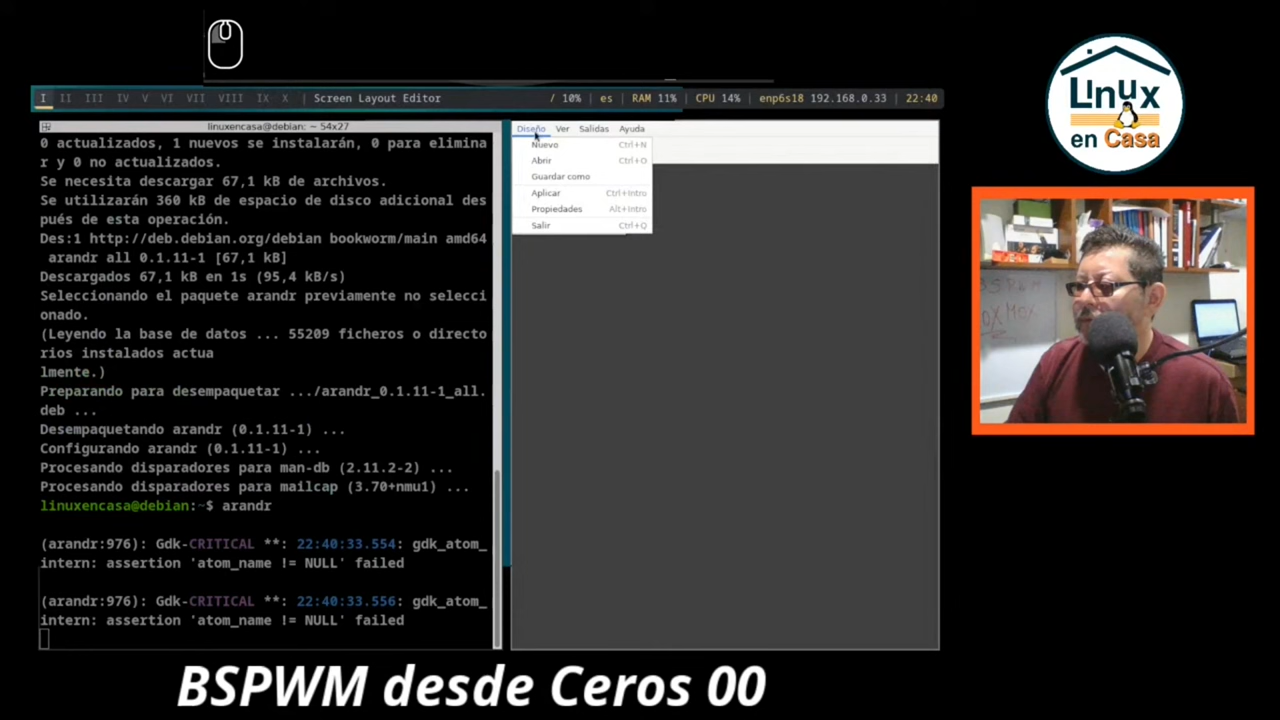 Linux
en Casa
I II III IV V VI VII VIII IX X | Screen Layout Editor / 10% | es | RAM 11% | CPU 14% | enp6s18 192.168.0.33 | 22:40
linuxencasa@debian: ~ 54x27
0 actualizados, 1 nuevos se instalarán, 0 para elimina
r y 0 no actualizados.
Se necesita descargar 67,1 kB de archivos.
Se utilizarán 360 kB de espacio de disco adicional des
pués de esta operación.
Des:1 http://deb.debian.org/debian bookworm/main amd64
arandr all 0.1.11-1 [67,1 kB]
Descargados 67,1 kB en 1s (95,4 kB/s)
Seleccionando el paquete arandr previamente no selecci
onado.
(Leyendo la base de datos ... 55209 ficheros o directo
rios instalados actua
lmente.)
Preparando para desempaquetar .../arandr_0.1.11-1_all.
deb ...
Desempaquetando arandr (0.1.11-1) ...
Configurando arandr (0.1.11-1) ...
Procesando disparadores para man-db (2.11.2-2) ...
Procesando disparadores para mailcap (3.70+nmu1) ...
linuxencasa@debian:~$ arandr
(arandr:976): Gdk-CRITICAL **: 22:40:33.554: gdk_atom_
intern: assertion 'atom_name != NULL' failed
(arandr:976): Gdk-CRITICAL **: 22:40:33.556: gdk_atom_
intern: assertion 'atom_name != NULL' failed
Diseño Ver Salidas Ayuda
Nuevo Ctrl+N
Abrir Ctrl+O
Guardar como
Aplicar Ctrl+Intro
Propiedades Alt+Intro
Salir Ctrl+Q
BSPWM desde Ceros 00